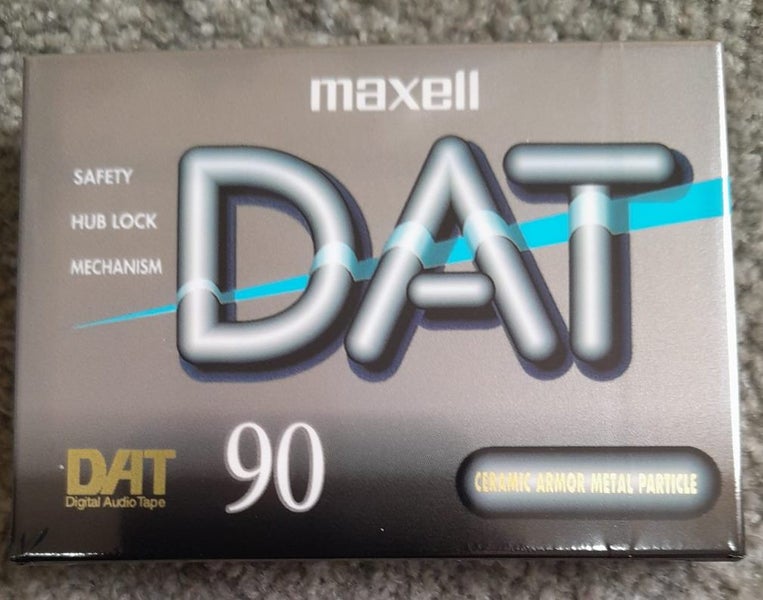 maxell
DAT
SAFETY
HUB LOCK
MECHANISM
DAT
Digital Audio Tape
90
CERAMIC ARMOR METAL PARTICLE